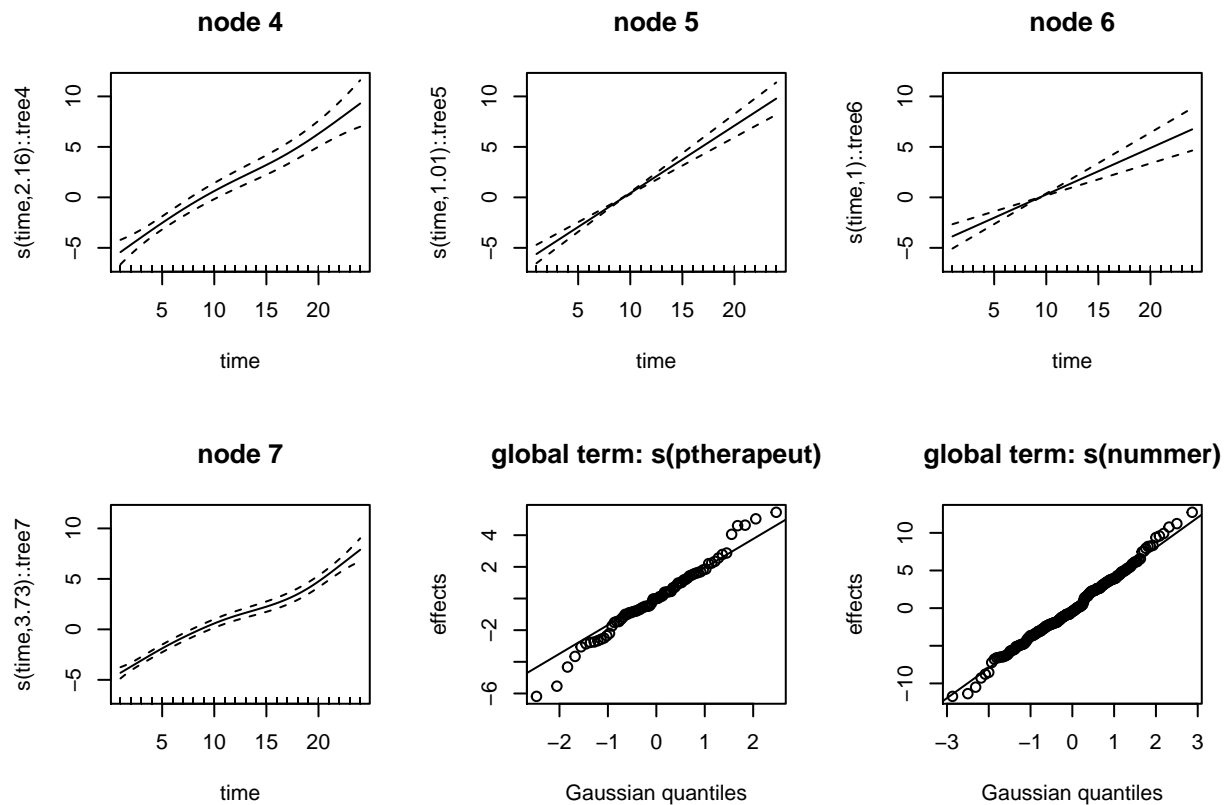 node 4
s(time,2.16):.tree4
10
5
0
−5
5 10 15 20
time
node 5
s(time,1.01):.tree5
10
5
0
−5
5 10 15 20
time
node 6
s(time,1):.tree6
10
5
0
−5
5 10 15 20
time
node 7
s(time,3.73):.tree7
10
5
0
−5
5 10 15 20
time
global term: s(ptherapeut)
effects
4
2
−2
−6
−2 −1 0 1 2
Gaussian quantiles
global term: s(nummer)
effects
10
5
0
−10
−3 −2 −1 0 1 2 3
Gaussian quantiles